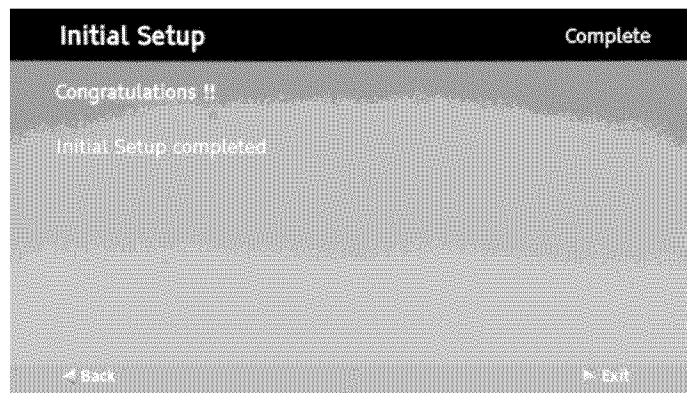 Initial Setup Complete
Congratulations !!
Initial Setup completed
◄ Back ► Exit